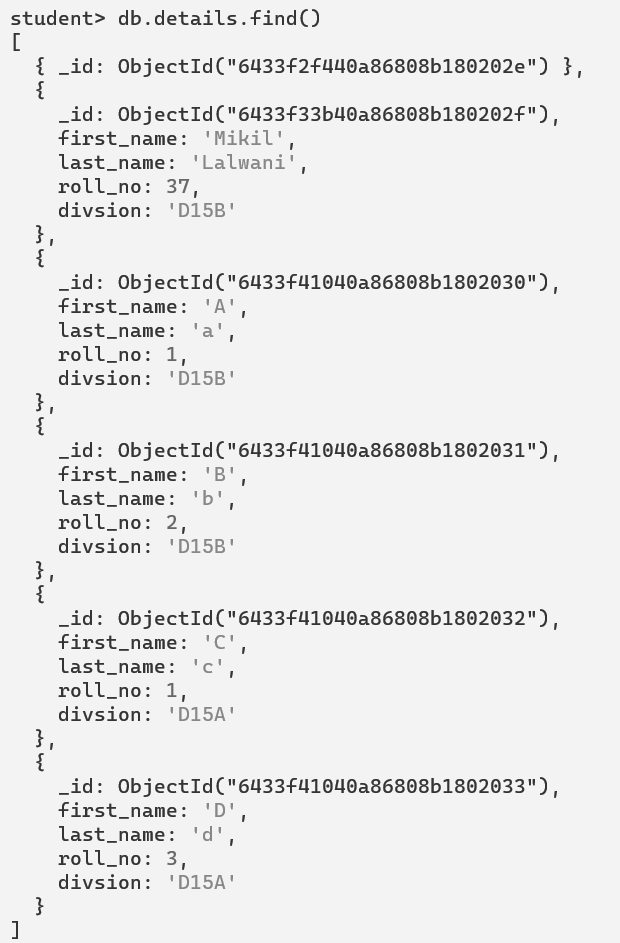 student> db.details.find()
[
  { _id: ObjectId("6433f2f440a86808b180202e") },
  {
    _id: ObjectId("6433f33b40a86808b180202f"),
    first_name: 'Mikil',
    last_name: 'Lalwani',
    roll_no: 37,
    divsion: 'D15B'
  },
  {
    _id: ObjectId("6433f41040a86808b1802030"),
    first_name: 'A',
    last_name: 'a',
    roll_no: 1,
    divsion: 'D15B'
  },
  {
    _id: ObjectId("6433f41040a86808b1802031"),
    first_name: 'B',
    last_name: 'b',
    roll_no: 2,
    divsion: 'D15B'
  },
  {
    _id: ObjectId("6433f41040a86808b1802032"),
    first_name: 'C',
    last_name: 'c',
    roll_no: 1,
    divsion: 'D15A'
  },
  {
    _id: ObjectId("6433f41040a86808b1802033"),
    first_name: 'D',
    last_name: 'd',
    roll_no: 3,
    divsion: 'D15A'
  }
]